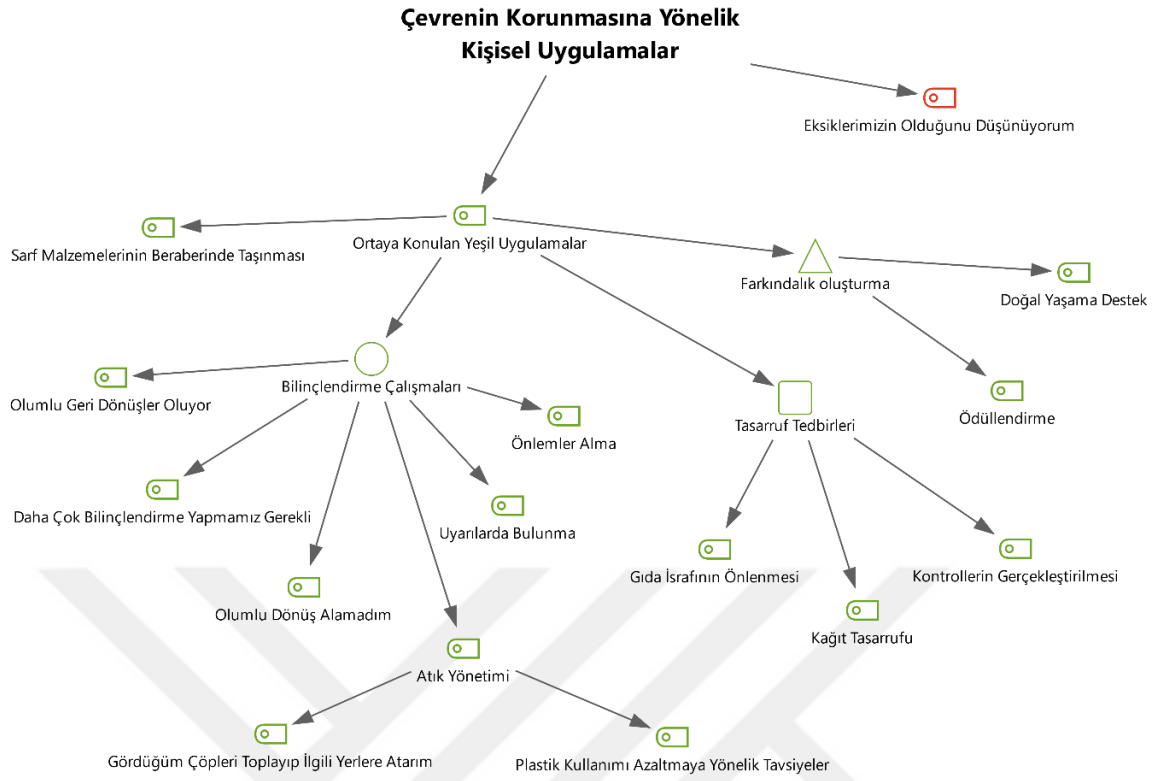 Çevrenin Korunmasına Yönelik
Kişisel Uygulamalar
Eksiklerimizin Olduğunu Düşünüyorum
Ortaya Konulan Yeşil Uygulamalar
Sarf Malzemelerinin Beraberinde Taşınması
Farkındalık oluşturma
Doğal Yaşama Destek
Bilinçlendirme Çalışmaları
Olumlu Geri Dönüşler Oluyor
Ödüllendirme
Tasarruf Tedbirleri
Önlemler Alma
Daha Çok Bilinçlendirme Yapmamız Gerekli
Uyarılarda Bulunma
Gıda İsrafının Önlenmesi
Kontrollerin Gerçekleştirilmesi
Olumlu Dönüş Alamadım
Kağıt Tasarrufu
Atık Yönetimi
Gördüğüm Çöpleri Toplayıp İlgili Yerlere Atarım
Plastik Kullanımı Azaltmaya Yönelik Tavsiyeler